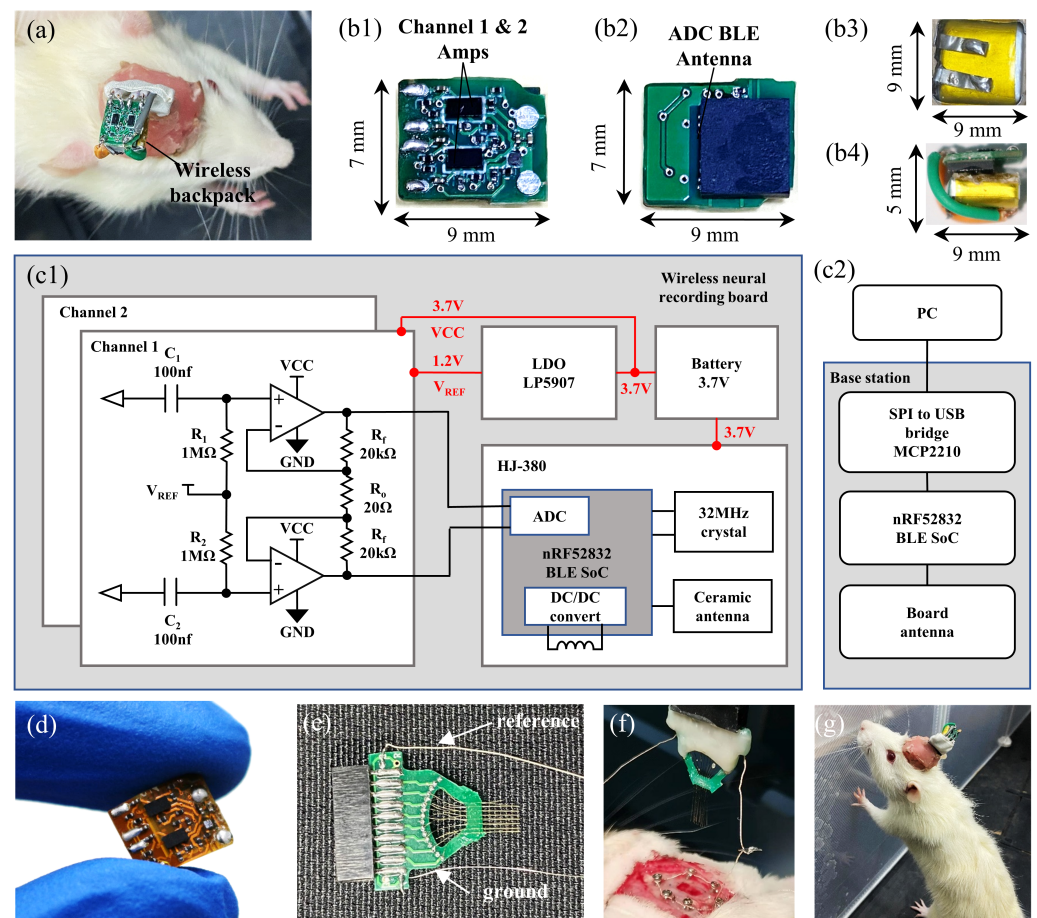 (a)
Wireless
backpack
(b1)
Channel 1 & 2
Amps
7 mm
9 mm
(b2)
ADC BLE
Antenna
7 mm
9 mm
(b3)
9 mm
9 mm
(b4)
5 mm
9 mm
(c1)
Wireless neural
recording board
Channel 2
Channel 1
C1
100nf
VCC
R1
1MΩ
GND
Rf
20kΩ
VREF
Ro
20Ω
R2
1MΩ
VCC
Rf
20kΩ
C2
100nf
GND
3.7V
VCC
1.2V
VREF
LDO
LP5907
3.7V
Battery
3.7V
3.7V
HJ-380
ADC
nRF52832
BLE SoC
DC/DC
convert
32MHz
crystal
Ceramic
antenna
(c2)
PC
Base station
SPI to USB
bridge
MCP2210
nRF52832
BLE SoC
Board
antenna
(d)
(e)
reference
ground
(f)
(g)